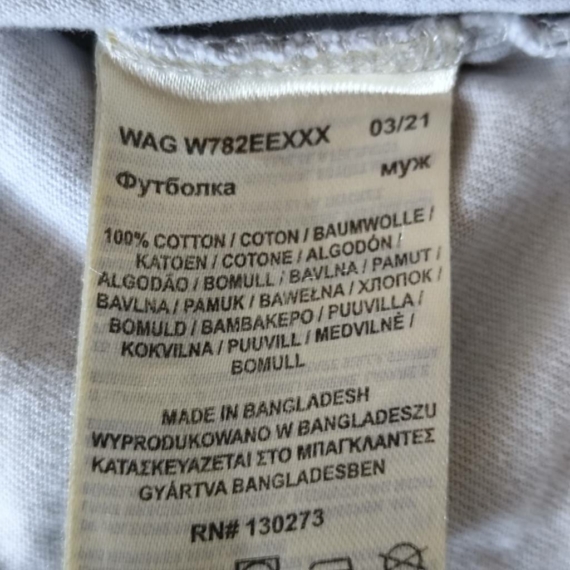 WAG W782EEXXX 03/21
Футболка муж
100% COTTON / COTON / BAUMWOLLE /
KATOEN / COTONE / ALGODÓN /
ALGODÃO / BOMULL / BAVLNA / PAMUT /
BAVLNA / PAMUK / BAWEŁNA / ХЛОПОК /
BOMULD / ΒΑΜΒΑΚΕΡΟ / PUUVILLA /
KOKVILNA / PUUVILL / MEDVILNĖ /
BOMULL
MADE IN BANGLADESH
WYPRODUKOWANO W BANGLADESZU
ΚΑΤΑΣΚΕΥΑΖΕΤΑΙ ΣΤΟ ΜΠΑΓΚΛΑΝΤΕΣ
GYÁRTVA BANGLADESBEN
RN# 130273